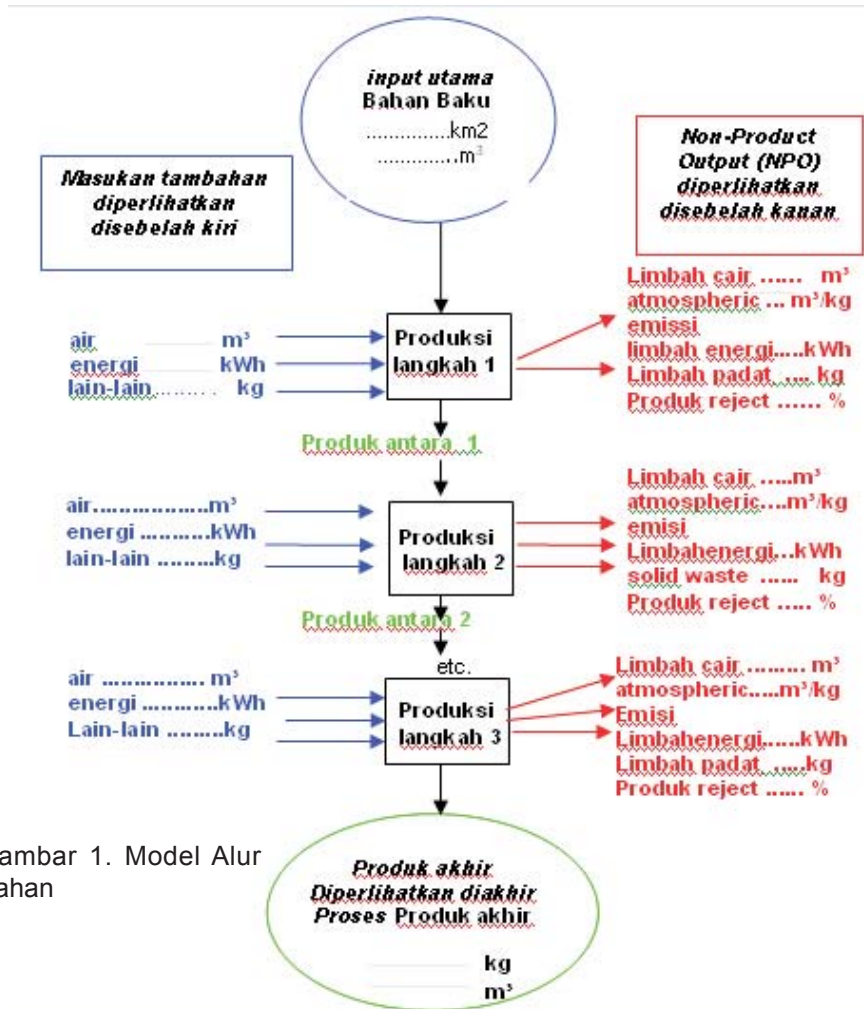 input utama
Bahan Baku
..............km2
..............m³
Masukan tambahan
diperlihatkan
disebelah kiri
Non-Product
Output (NPO)
diperlihatkan
disebelah kanan
air m³
energi kWh
lain-lain......... kg
Produksi
langkah 1
Limbah cair ...... m³
atmospheric ... m³/kg
emissi
limbah energi.....kWh
Limbah padat .... kg
Produk reject ...... %
Produk antara 1
air..................m³
energi ...........kWh
lain-lain .........kg
Produksi
langkah 2
Limbah cair .....m³
atmospheric....m³/kg
emisi
Limbahenergi...kWh
solid waste ...... kg
Produk reject ..... %
Produk antara 2
etc.
air ................ m³
energi ............kWh
Lain-lain .........kg
Produksi
langkah 3
Limbah cair ......... m³
atmospheric.....m³/kg
Emisi
Limbahenergi......kWh
Limbah padat .....kg
Produk reject ...... %
ambar 1. Model Alur
ahan
Produk akhir
Diperlihatkan diakhir
Proses Produk akhir
kg
m³